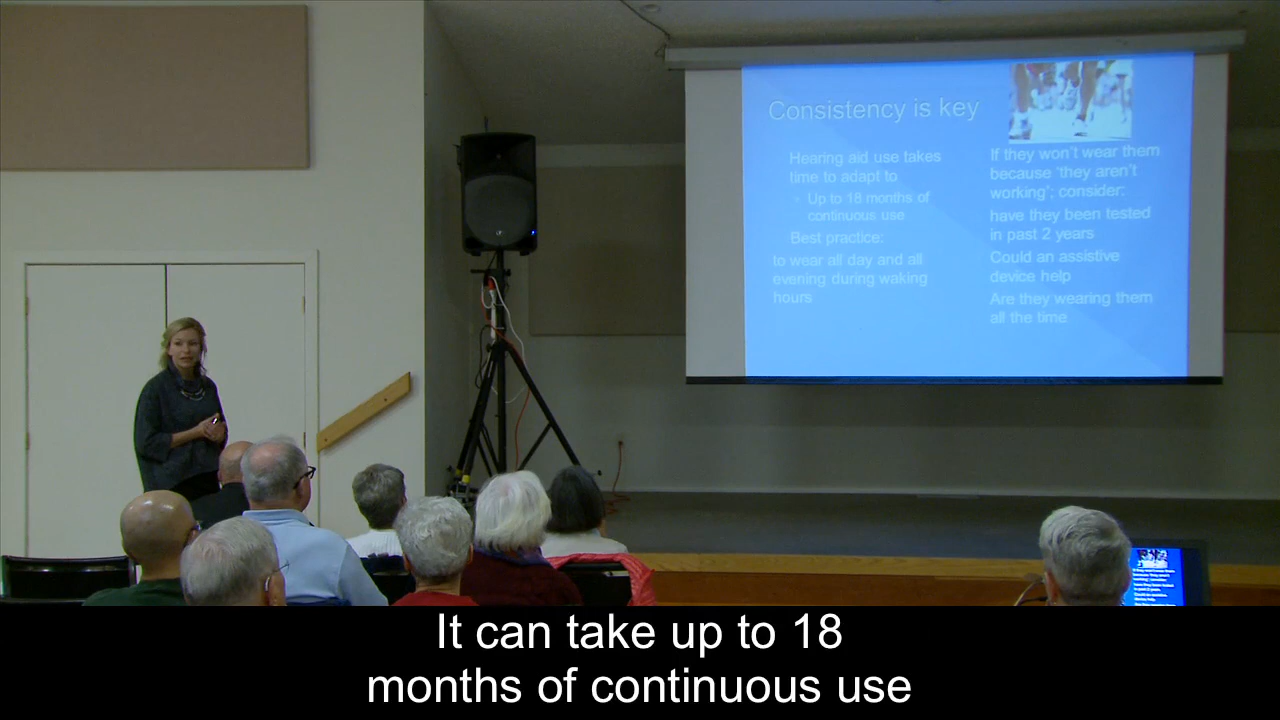 Consistency is key
Hearing aid use takes
time to adapt to
Up to 18 months of
continuous use
Best practice:
to wear all day and all
evening during waking
hours
If they won't wear them
because 'they aren't
working'; consider:
have they been tested
in past 2 years
Could an assistive
device help
Are they wearing them
all the time
It can take up to 18
months of continuous use